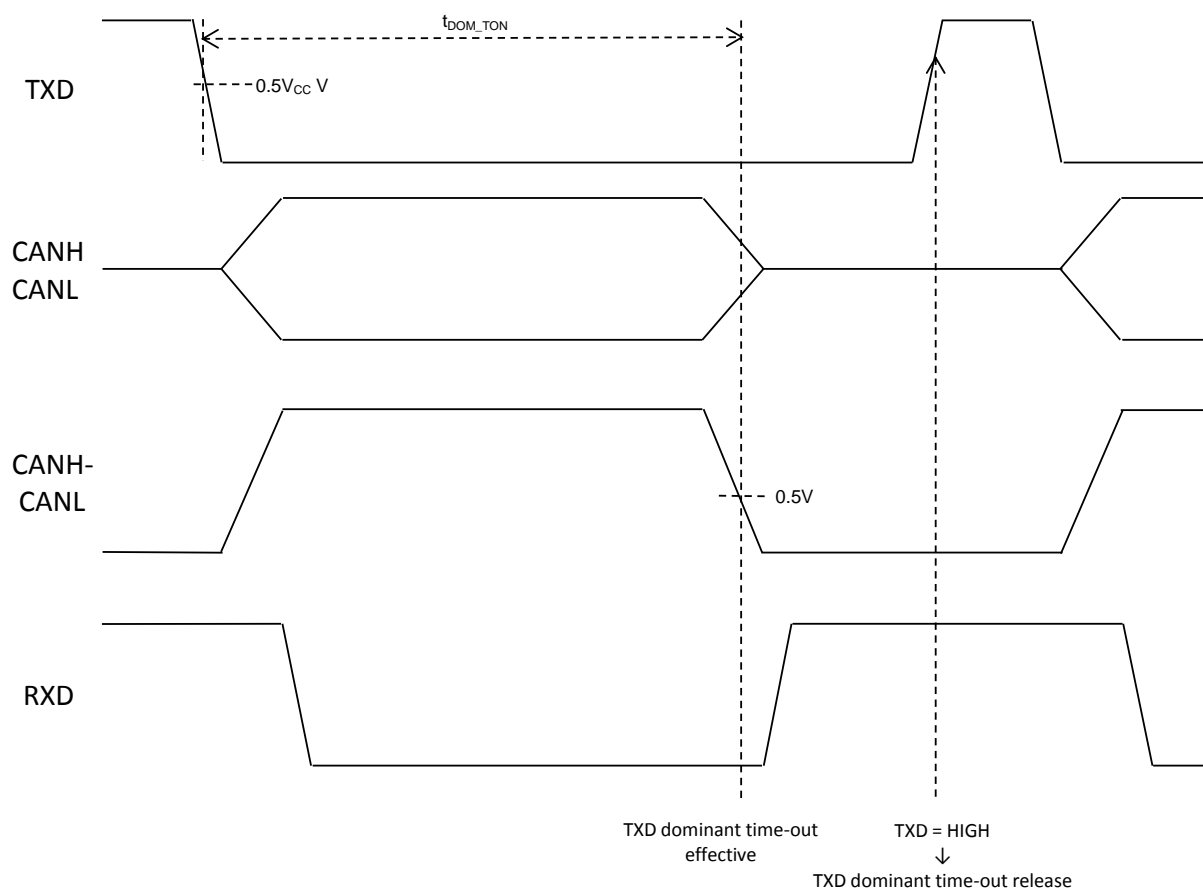 tDOM_TON
TXD
0.5VCC V
CANH
CANL
CANH-
CANL
0.5V
RXD
TXD dominant time-out
effective
TXD = HIGH
↓
TXD dominant time-out release